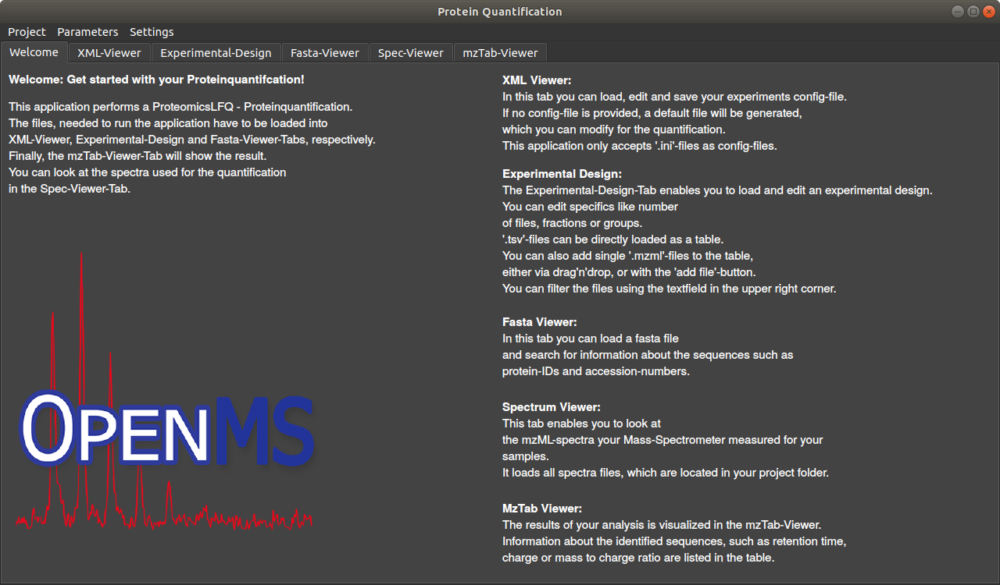 Protein Quantification
Project Parameters Settings
Welcome XML-Viewer Experimental-Design Fasta-Viewer Spec-Viewer mzTab-Viewer
Welcome: Get started with your Proteinquantifcation!
This application performs a ProteomicsLFQ - Proteinquantification.
The files, needed to run the application have to be loaded into
XML-Viewer, Experimental-Design and Fasta-Viewer-Tabs, respectively.
Finally, the mzTab-Viewer-Tab will show the result.
You can look at the spectra used for the quantification
in the Spec-Viewer-Tab.
OPENMS
XML Viewer:
In this tab you can load, edit and save your experiments config-file.
If no config-file is provided, a default file will be generated,
which you can modify for the quantification.
This application only accepts '.ini'-files as config-files.
Experimental Design:
The Experimental-Design-Tab enables you to load and edit an experimental design.
You can edit specifics like number
of files, fractions or groups.
'.tsv'-files can be directly loaded as a table.
You can also add single '.mzml'-files to the table,
either via drag'n'drop, or with the 'add file'-button.
You can filter the files using the textfield in the upper right corner.
Fasta Viewer:
In this tab you can load a fasta file
and search for information about the sequences such as
protein-IDs and accession-numbers.
Spectrum Viewer:
This tab enables you to look at
the mzML-spectra your Mass-Spectrometer measured for your
samples.
It loads all spectra files, which are located in your project folder.
MzTab Viewer:
The results of your analysis is visualized in the mzTab-Viewer.
Information about the identified sequences, such as retention time,
charge or mass to charge ratio are listed in the table.